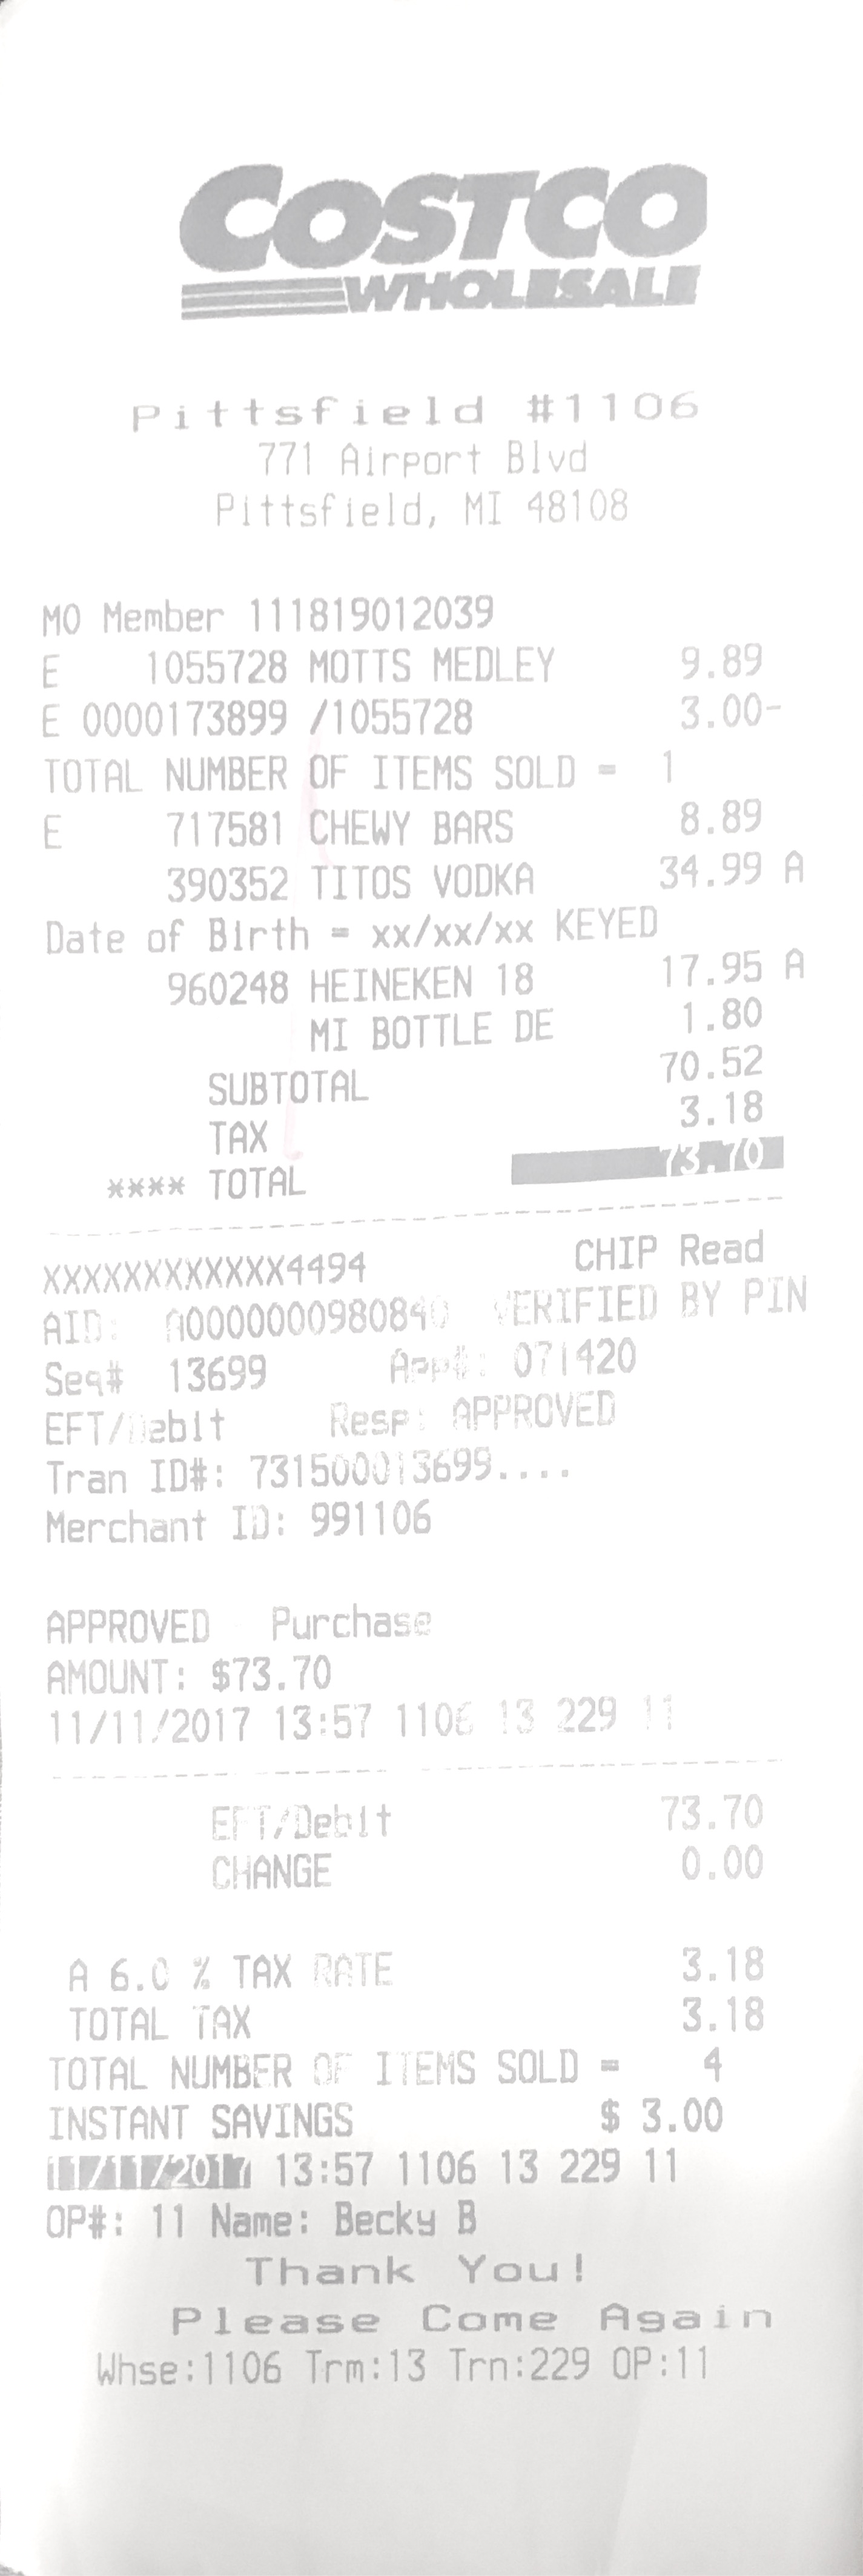 COSTCO
WHOLESALE
Pittsfield #1106
771 Airport Blvd
Pittsfield, MI 48108
MO Member 111819012039
E 1055728 MOTTS MEDLEY 9.89
E 0000173899 /1055728 3.00-
TOTAL NUMBER OF ITEMS SOLD = 1
E 717581 CHEWY BARS 8.89
390352 TITOS VODKA 34.99 A
Date of Birth = xx/xx/xx KEYED
960248 HEINEKEN 18 17.95 A
MI BOTTLE DE 1.80
SUBTOTAL 70.52
TAX 3.18
**** TOTAL 73.70
XXXXXXXXXXXX4494 CHIP Read
AID: A0000000980840 VERIFIED BY PIN
Seq# 13699 App#: 071420
EFT/Debit Resp: APPROVED
Tran ID#: 731500013699....
Merchant ID: 991106
APPROVED Purchase
AMOUNT: $73.70
11/11/2017 13:57 1106 13 229 11
EFT/Debit 73.70
CHANGE 0.00
A 6.0 % TAX RATE 3.18
TOTAL TAX 3.18
TOTAL NUMBER OF ITEMS SOLD = 4
INSTANT SAVINGS $ 3.00
11/11/2017 13:57 1106 13 229 11
OP#: 11 Name: Becky B
Thank You!
Please Come Again
Whse:1106 Trm:13 Trn:229 OP:11